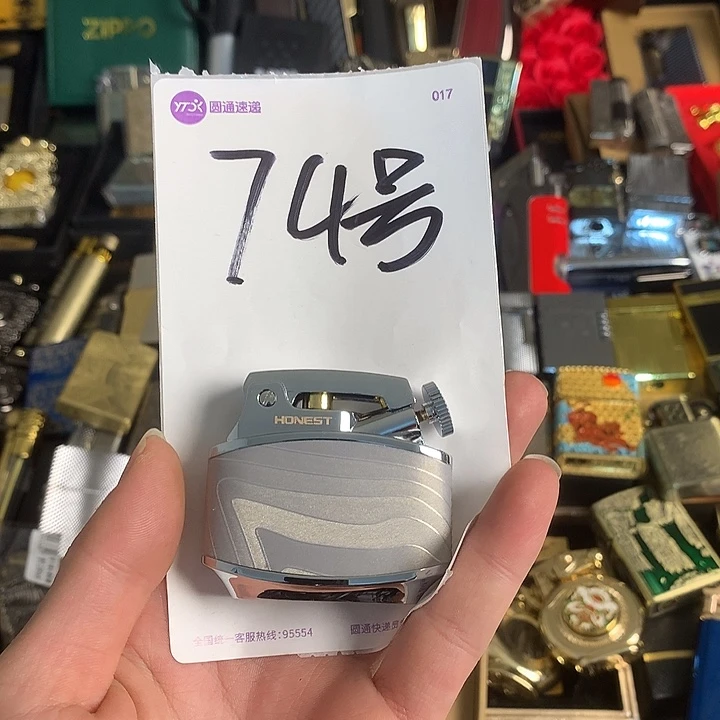 ZIPPO
YTO 圆通速递
017
74号
HONEST
全国统一客服热线:95554
圆通快递